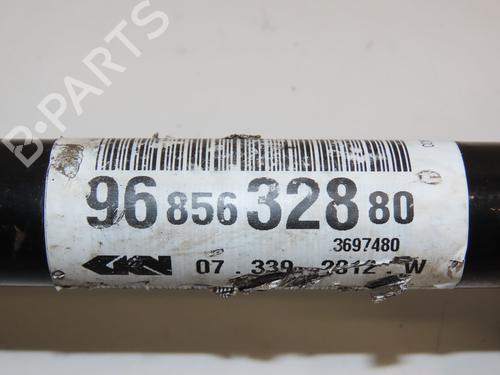 B-PARTS
96 856 328 80
3697480
GKN 07 . 339 . 2812 . W